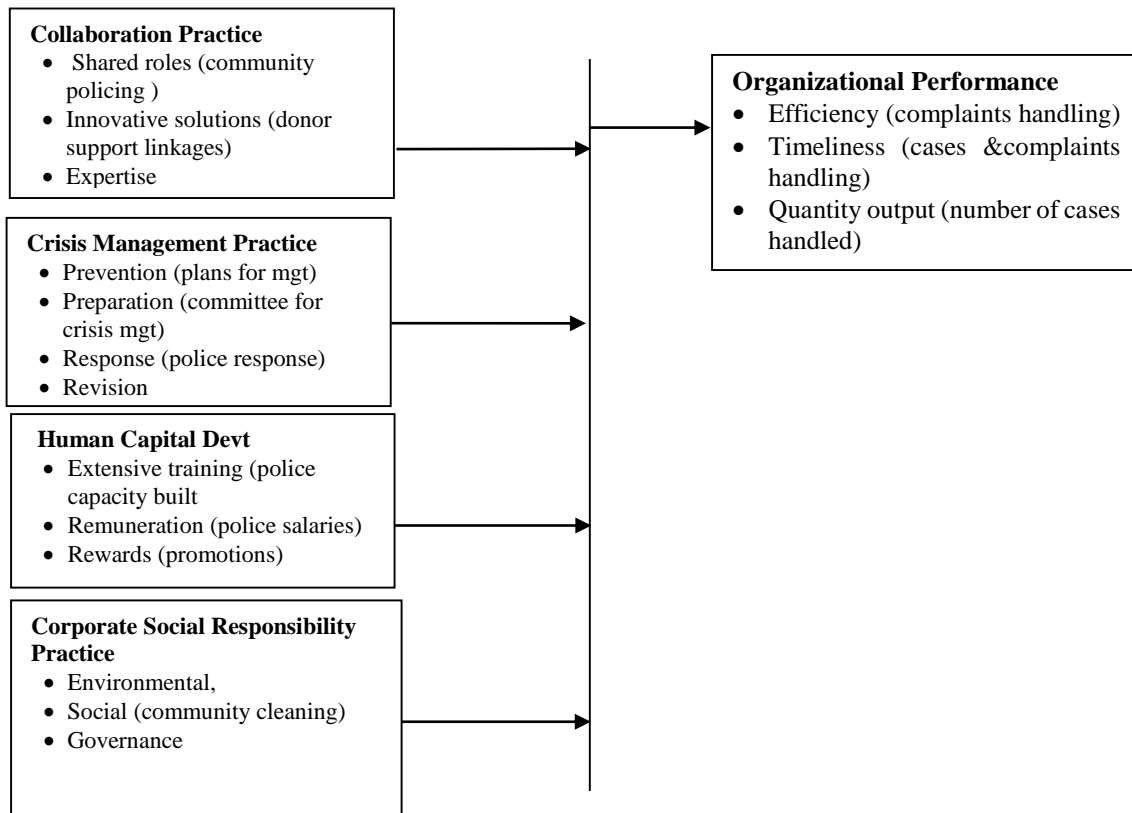 Collaboration Practice
• Shared roles (community
policing )
• Innovative solutions (donor
support linkages)
• Expertise
Crisis Management Practice
• Prevention (plans for mgt)
• Preparation (committee for
crisis mgt)
• Response (police response)
• Revision
Human Capital Devt
• Extensive training (police
capacity built
• Remuneration (police salaries)
• Rewards (promotions)
Corporate Social Responsibility
Practice
• Environmental,
• Social (community cleaning)
• Governance
Organizational Performance
• Efficiency (complaints handling)
• Timeliness (cases &complaints
handling)
• Quantity output (number of cases
handled)